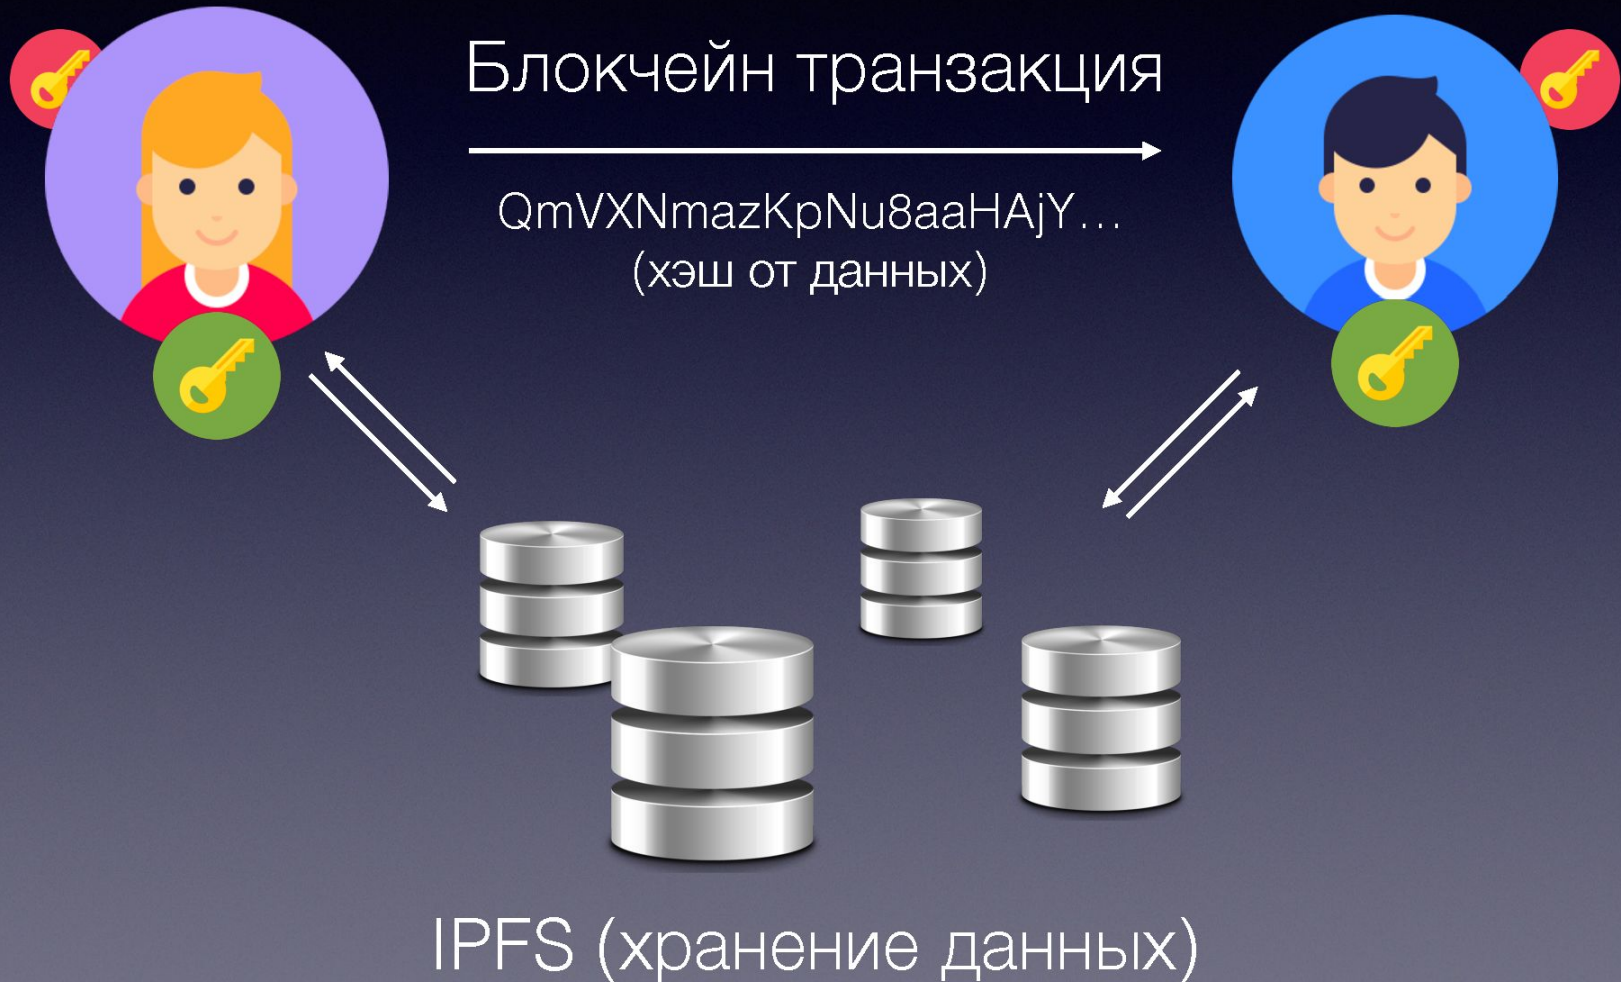 Блокчейн транзакция
QmVXNmazKpNu8aaHAjY...
(хэш от данных)
IPFS (хранение данных)